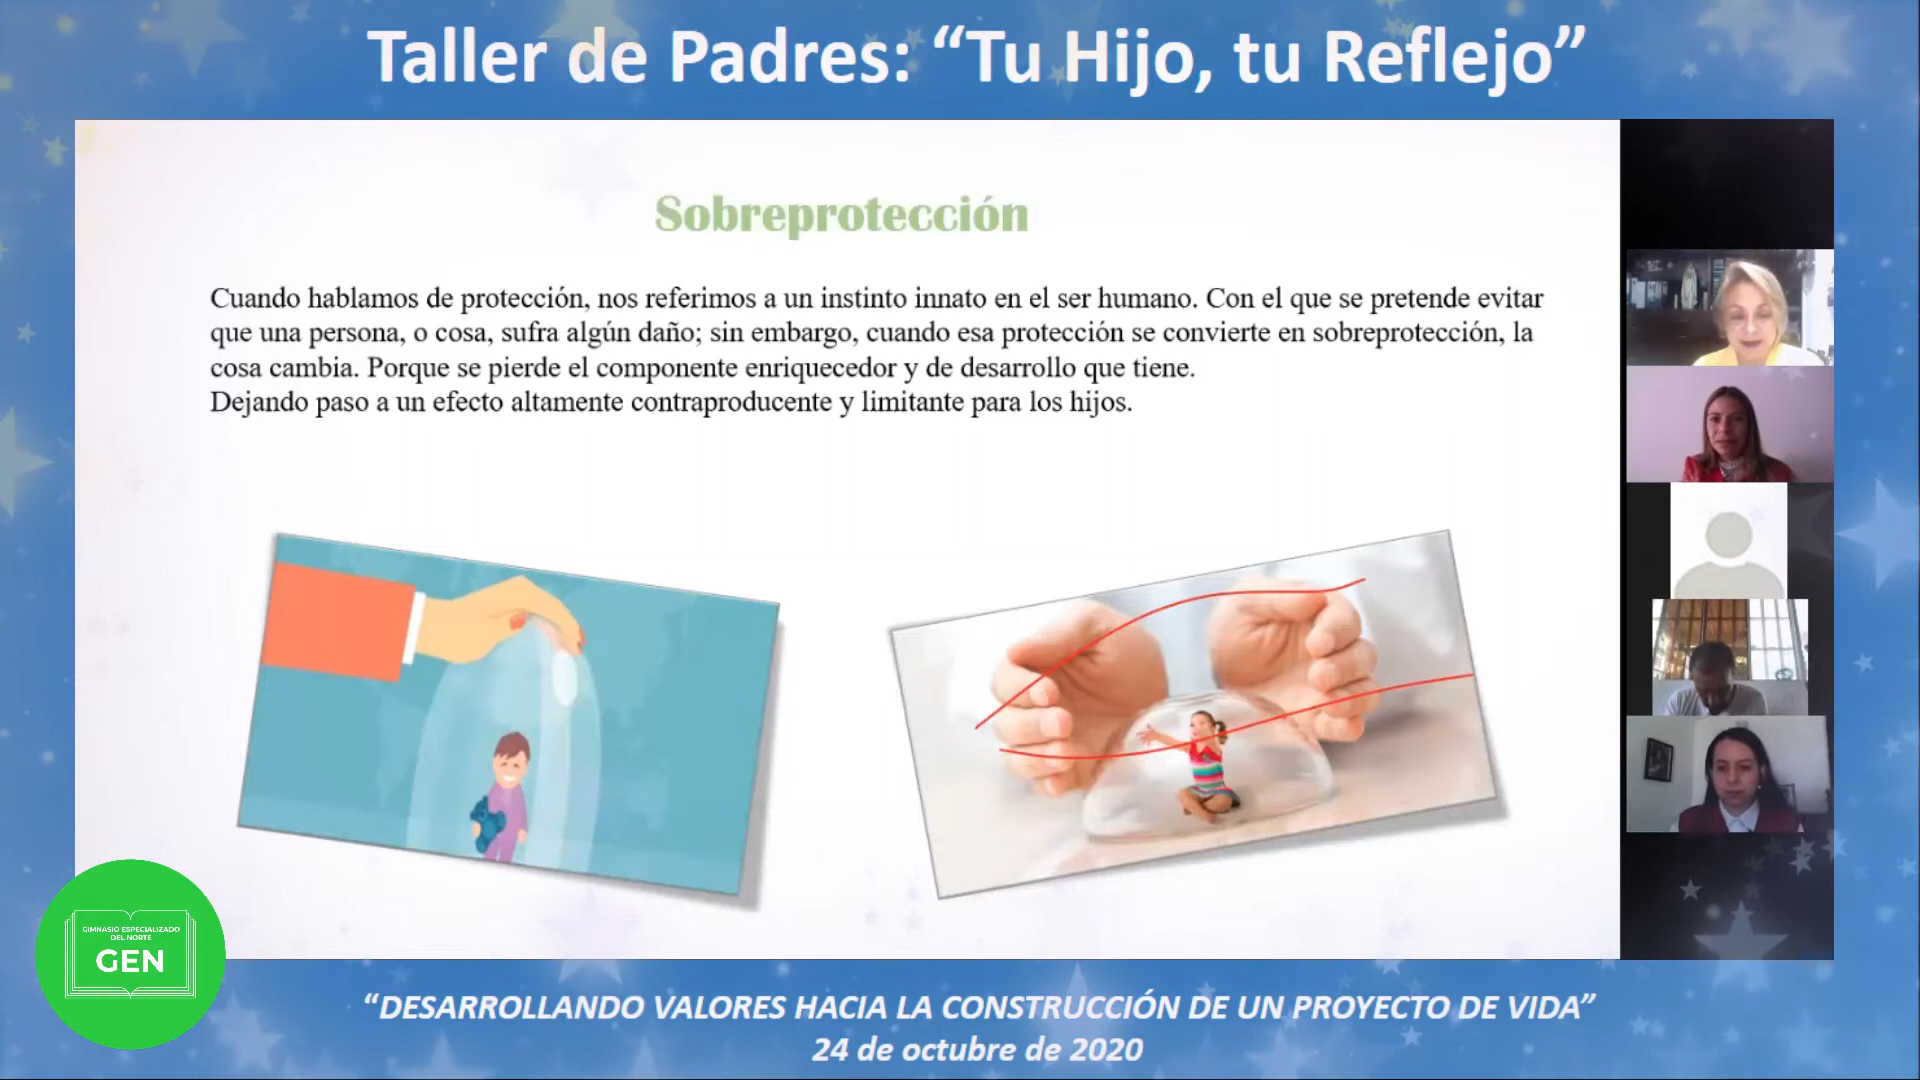 Taller de Padres: “Tu Hijo, tu Reflejo”
Sobreprotección
Cuando hablamos de protección, nos referimos a un instinto innato en el ser humano. Con el que se pretende evitar
que una persona, o cosa, sufra algún daño; sin embargo, cuando esa protección se convierte en sobreprotección, la
cosa cambia. Porque se pierde el componente enriquecedor y de desarrollo que tiene.
Dejando paso a un efecto altamente contraproducente y limitante para los hijos.
GIMNASIO ESPECIALIZADO
DEL NORTE
GEN
“DESARROLLANDO VALORES HACIA LA CONSTRUCCIÓN DE UN PROYECTO DE VIDA”
24 de octubre de 2020